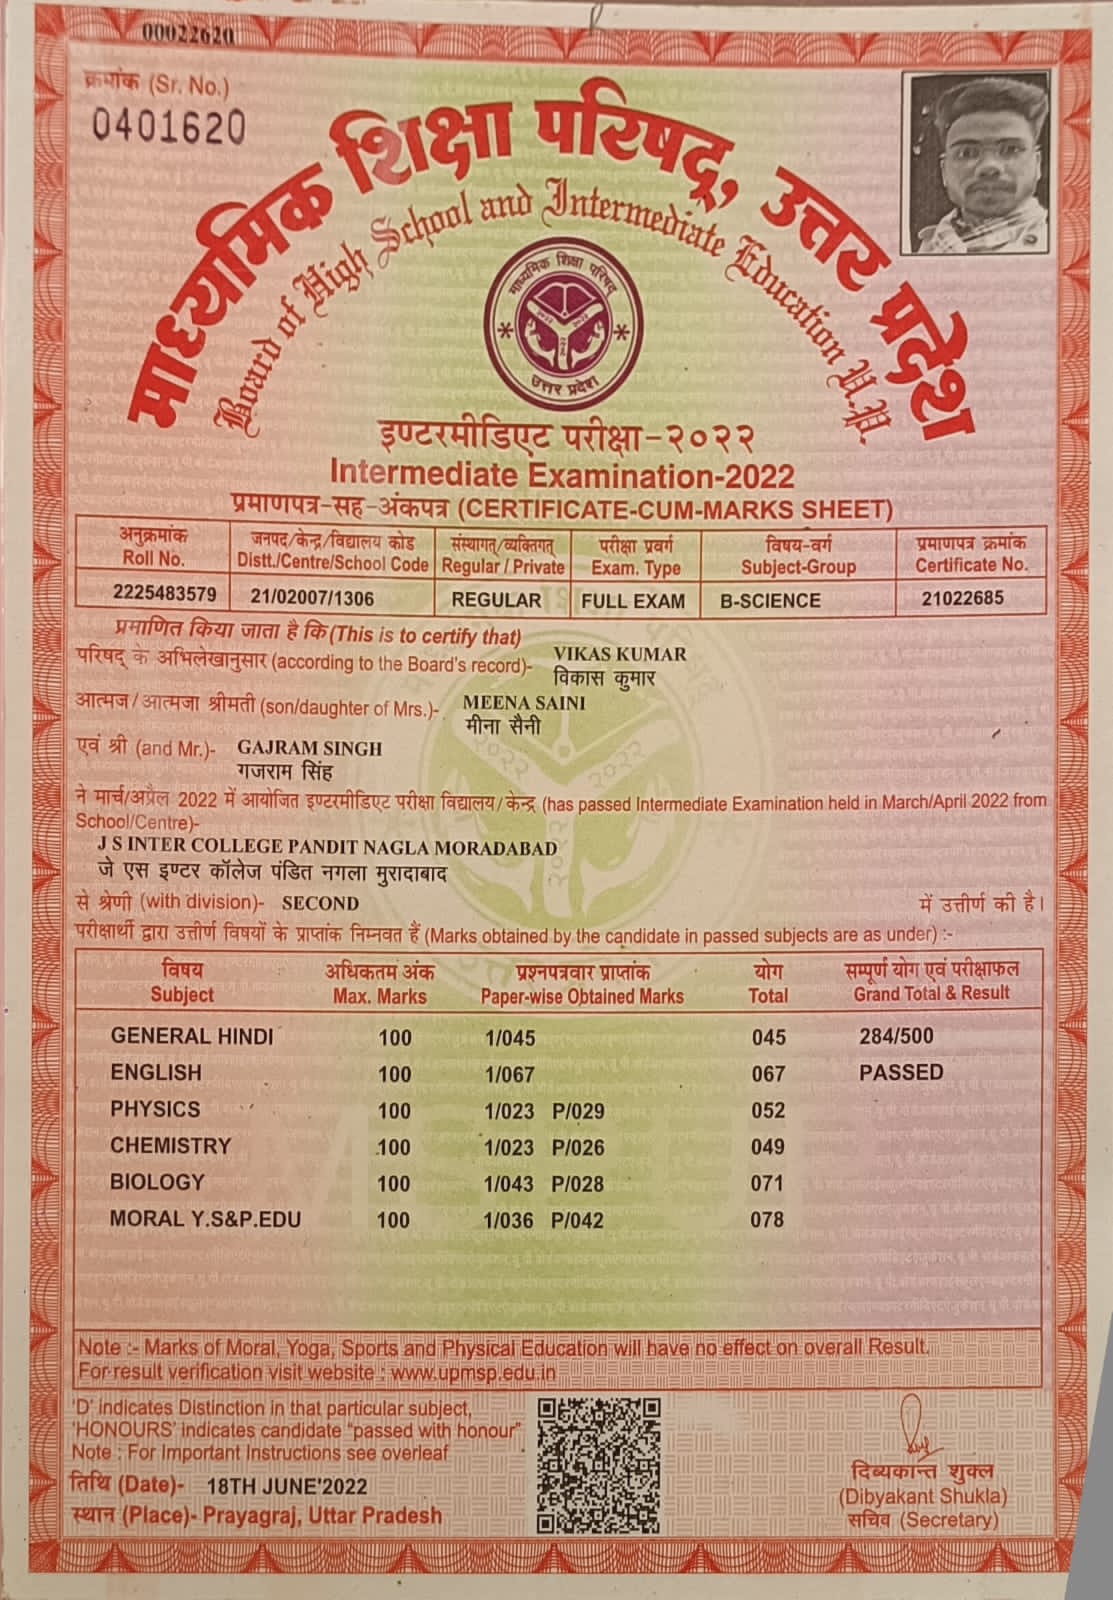 00022620
क्रमांक (Sr. No.)
0401620
माध्यमिक शिक्षा परिषद्, उत्तर प्रदेश
Board of High School and Intermediate Education U.P.
माध्यमिक शिक्षा परिषद्
उत्तर प्रदेश
इण्टरमीडिएट परीक्षा-२०२२
Intermediate Examination-2022
प्रमाणपत्र-सह-अंकपत्र (CERTIFICATE-CUM-MARKS SHEET)
अनुक्रमांक जनपद/केन्द्र/विद्यालय कोड संस्थागत्/व्यक्तिगत् परीक्षा प्रवर्ग विषय-वर्ग प्रमाणपत्र क्रमांक
Roll No. Distt./Centre/School Code Regular / Private Exam. Type Subject-Group Certificate No.
2225483579 21/02007/1306 REGULAR FULL EXAM B-SCIENCE 21022685
प्रमाणित किया जाता है कि (This is to certify that)
परिषद् के अभिलेखानुसार (according to the Board's record)- VIKAS KUMAR
विकास कुमार
आत्मज/आत्मजा श्रीमती (son/daughter of Mrs.)- MEENA SAINI
मीना सैनी
एवं श्री (and Mr.)- GAJRAM SINGH
गजराम सिंह
ने मार्च/अप्रैल 2022 में आयोजित इण्टरमीडिएट परीक्षा विद्यालय/केन्द्र (has passed Intermediate Examination held in March/April 2022 from
School/Centre)-
J S INTER COLLEGE PANDIT NAGLA MORADABAD
जे एस इण्टर कॉलेज पंडित नगला मुरादाबाद
से श्रेणी (with division)- SECOND में उत्तीर्ण की है।
परीक्षार्थी द्वारा उत्तीर्ण विषयों के प्राप्तांक निम्नवत हैं (Marks obtained by the candidate in passed subjects are as under) :-
विषय अधिकतम अंक प्रश्नपत्रवार प्राप्तांक योग सम्पूर्ण योग एवं परीक्षाफल
Subject Max. Marks Paper-wise Obtained Marks Total Grand Total & Result
GENERAL HINDI 100 1/045 045 284/500
ENGLISH 100 1/067 067 PASSED
PHYSICS 100 1/023 P/029 052
CHEMISTRY 100 1/023 P/026 049
BIOLOGY 100 1/043 P/028 071
MORAL Y.S&P.EDU 100 1/036 P/042 078
Note :- Marks of Moral, Yoga, Sports and Physical Education will have no effect on overall Result.
For result verification visit website : www.upmsp.edu.in
'D' indicates Distinction in that particular subject,
'HONOURS' indicates candidate "passed with honour"
Note : For Important Instructions see overleaf
तिथि (Date)- 18TH JUNE'2022
स्थान (Place)- Prayagraj, Uttar Pradesh
दिब्यकान्त शुक्ल
(Dibyakant Shukla)
सचिव (Secretary)